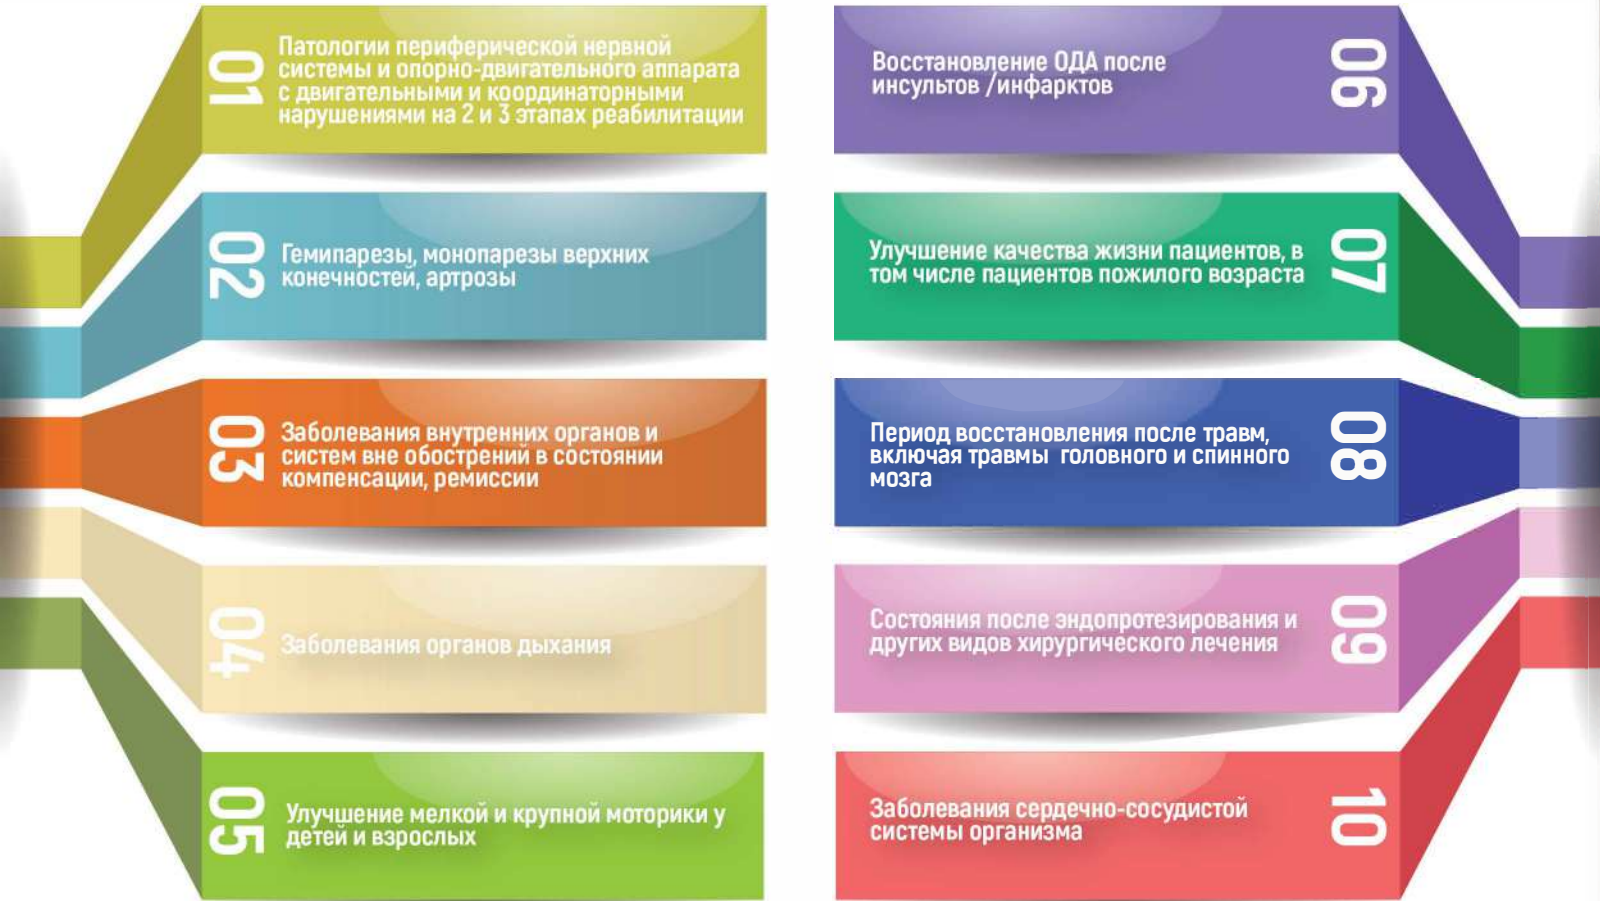 01
Патологии периферической нервной
системы и опорно-двигательного аппарата
с двигательными и координаторными
нарушениями на 2 и 3 этапах реабилитации
02
Гемипарезы, монопарезы верхних
конечностей, артрозы
03
Заболевания внутренних органов и
систем вне обострений в состоянии
компенсации, ремиссии
04
Заболевания органов дыхания
05
Улучшение мелкой и крупной моторики у
детей и взрослых
06
Восстановление ОДА после
инсультов /инфарктов
07
Улучшение качества жизни пациентов, в
том числе пациентов пожилого возраста
08
Период восстановления после травм,
включая травмы головного и спинного
мозга
09
Состояния после эндопротезирования и
других видов хирургического лечения
10
Заболевания сердечно-сосудистой
системы организма